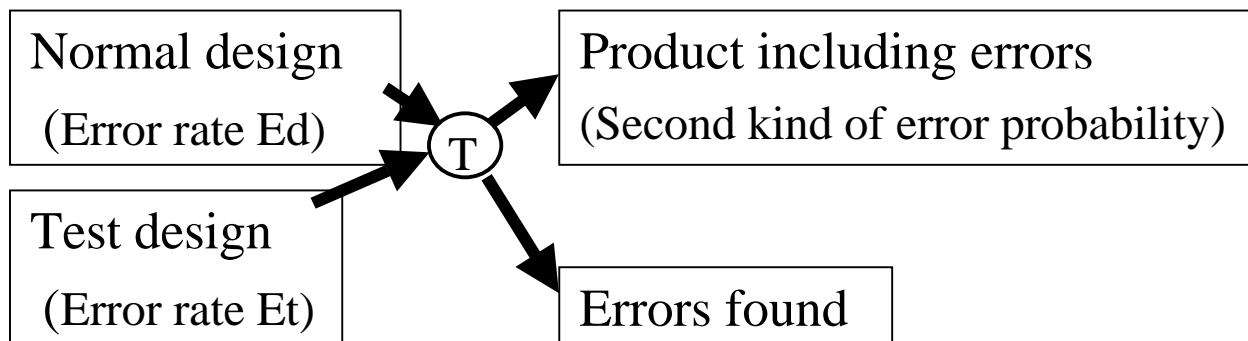 Normal design
(Error rate Ed)
Test design
(Error rate Et)
T
Product including errors
(Second kind of error probability)
Errors found